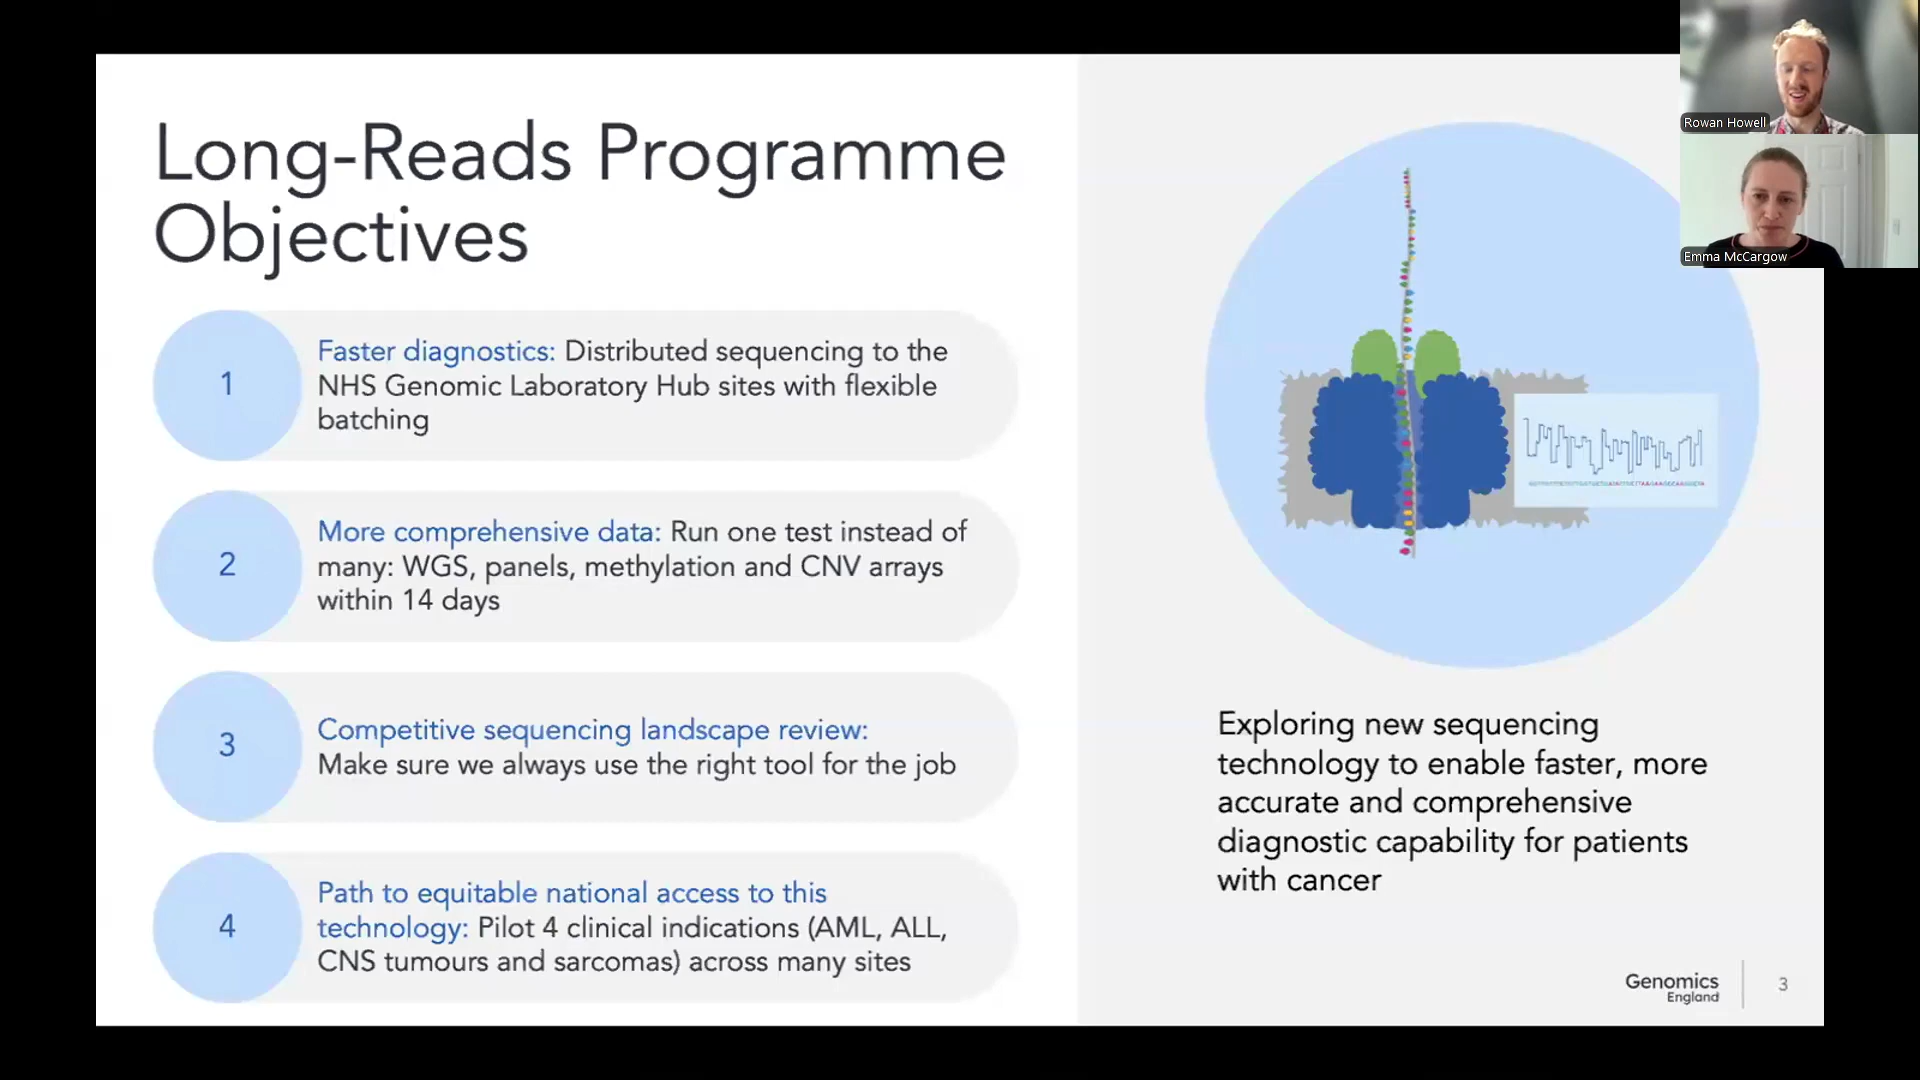 Long-Reads Programme
Objectives
1
Faster diagnostics: Distributed sequencing to the
NHS Genomic Laboratory Hub sites with flexible
batching
2
More comprehensive data: Run one test instead of
many: WGS, panels, methylation and CNV arrays
within 14 days
3
Competitive sequencing landscape review:
Make sure we always use the right tool for the job
4
Path to equitable national access to this
technology: Pilot 4 clinical indications (AML, ALL,
CNS tumours and sarcomas) across many sites
Rowan Howell
Emma McCargow
Exploring new sequencing
technology to enable faster, more
accurate and comprehensive
diagnostic capability for patients
with cancer
Genomics
England
3